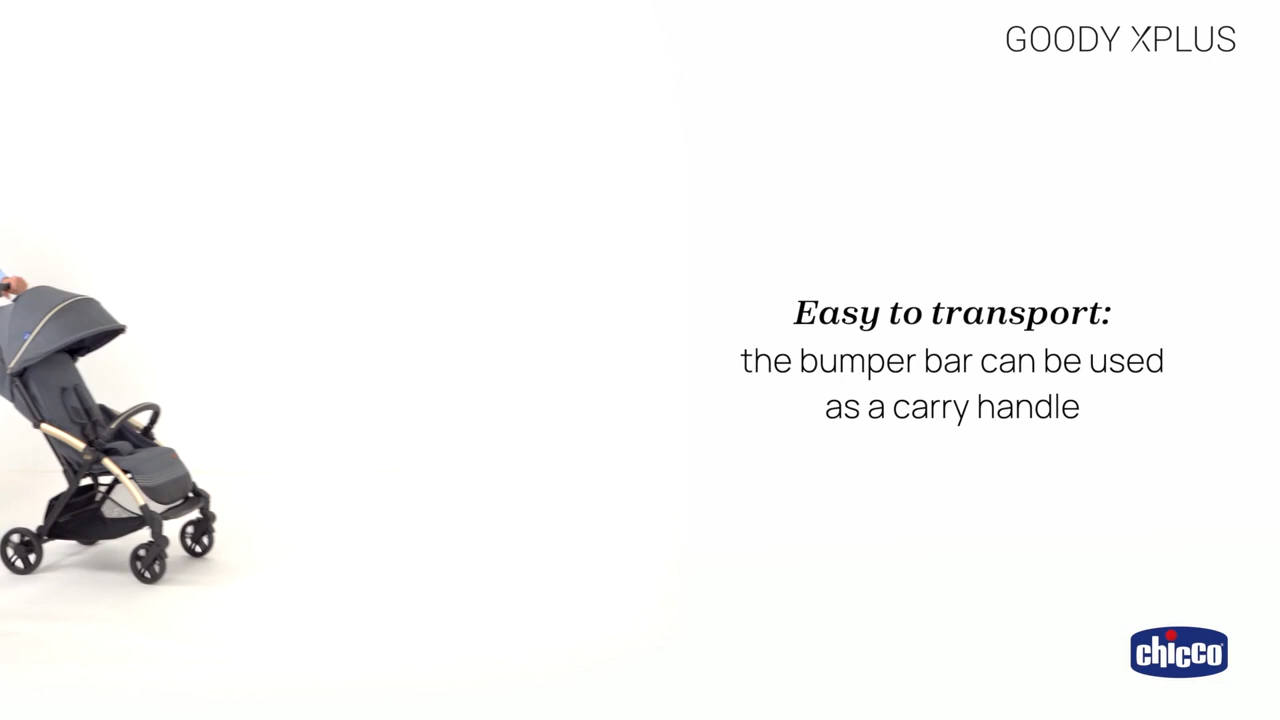 GOODY XPLUS
Easy to transport:
the bumper bar can be used
as a carry handle
chicco